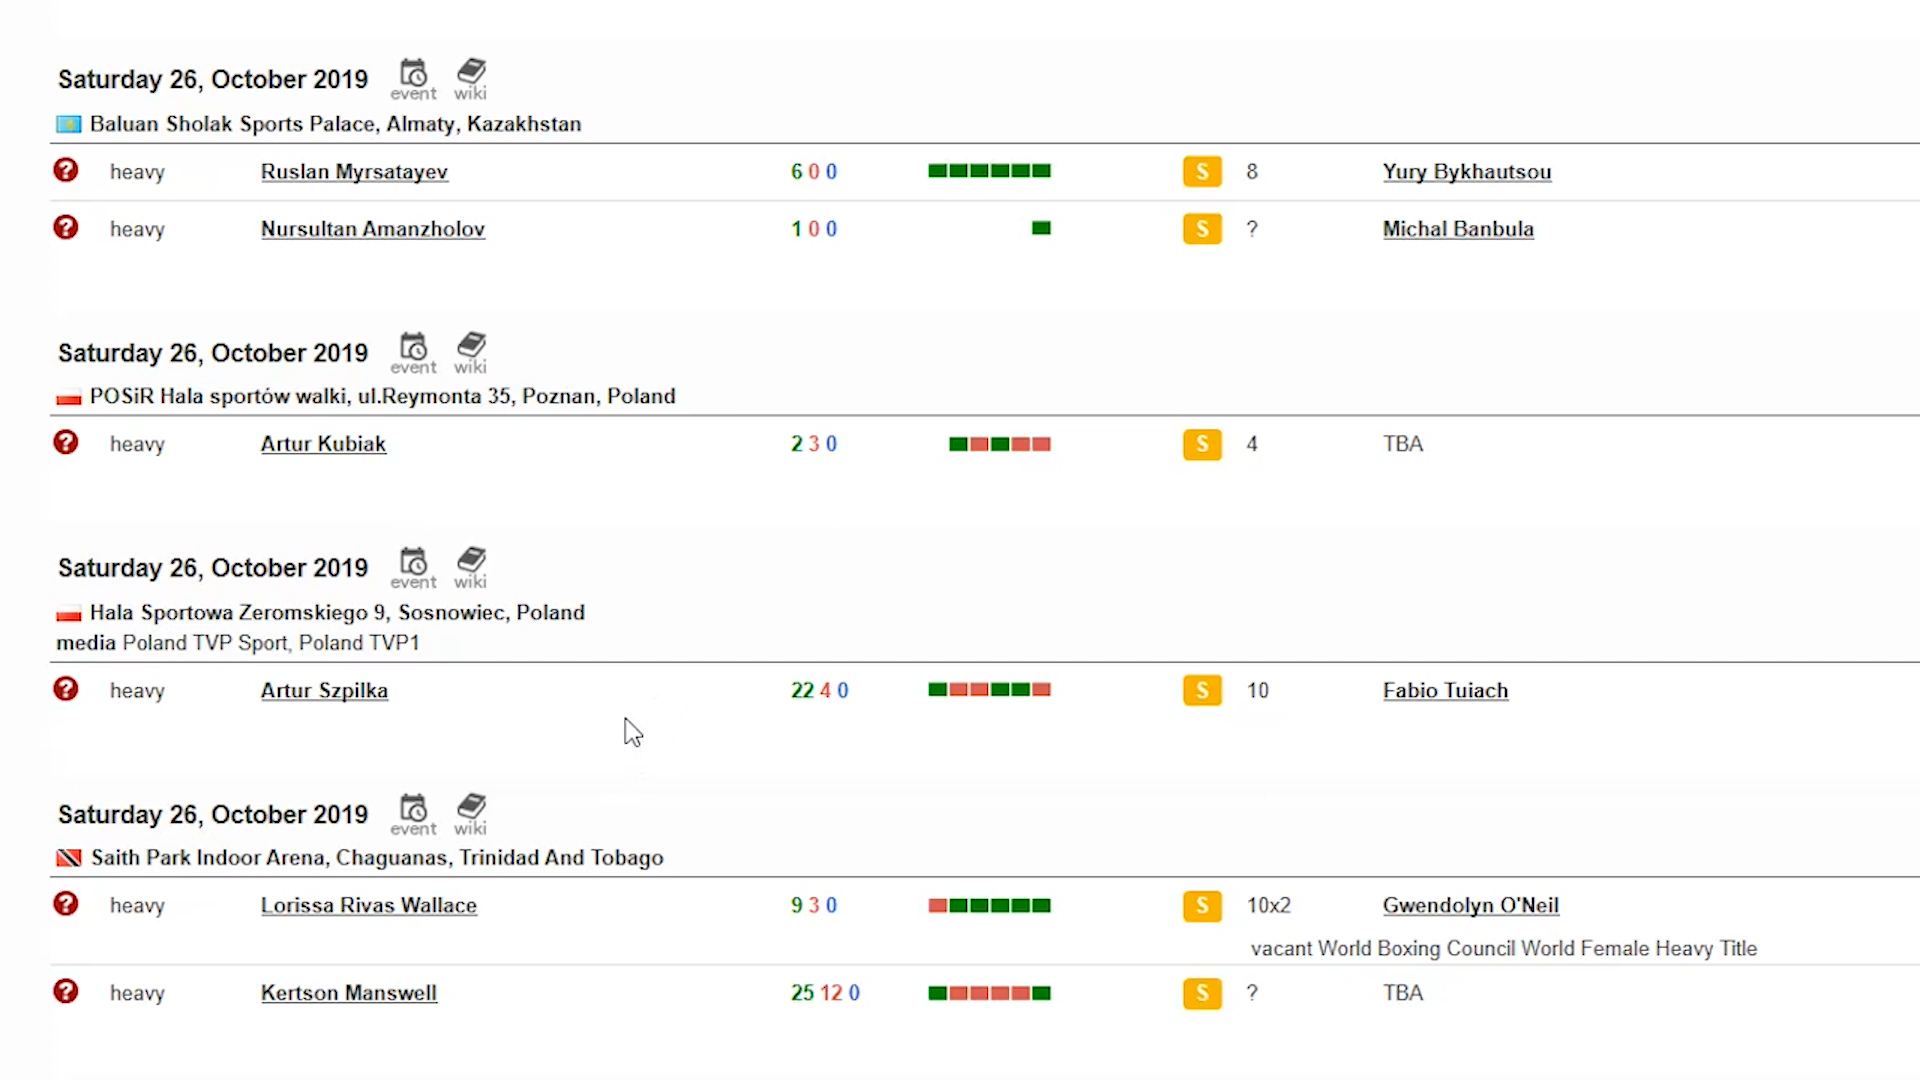 Saturday 26, October 2019 event wiki
Baluan Sholak Sports Palace, Almaty, Kazakhstan
? heavy Ruslan Myrsatayev 6 0 0 S 8 Yury Bykhautsou
? heavy Nursultan Amanzholov 1 0 0 S ? Michal Banbula
Saturday 26, October 2019 event wiki
POSiR Hala sportów walki, ul.Reymonta 35, Poznan, Poland
? heavy Artur Kubiak 2 3 0 S 4 TBA
Saturday 26, October 2019 event wiki
Hala Sportowa Zeromskiego 9, Sosnowiec, Poland
media Poland TVP Sport, Poland TVP1
? heavy Artur Szpilka 22 4 0 S 10 Fabio Tuiach
Saturday 26, October 2019 event wiki
Saith Park Indoor Arena, Chaguanas, Trinidad And Tobago
? heavy Lorissa Rivas Wallace 9 3 0 S 10x2 Gwendolyn O'Neil
vacant World Boxing Council World Female Heavy Title
? heavy Kertson Manswell 25 12 0 S ? TBA